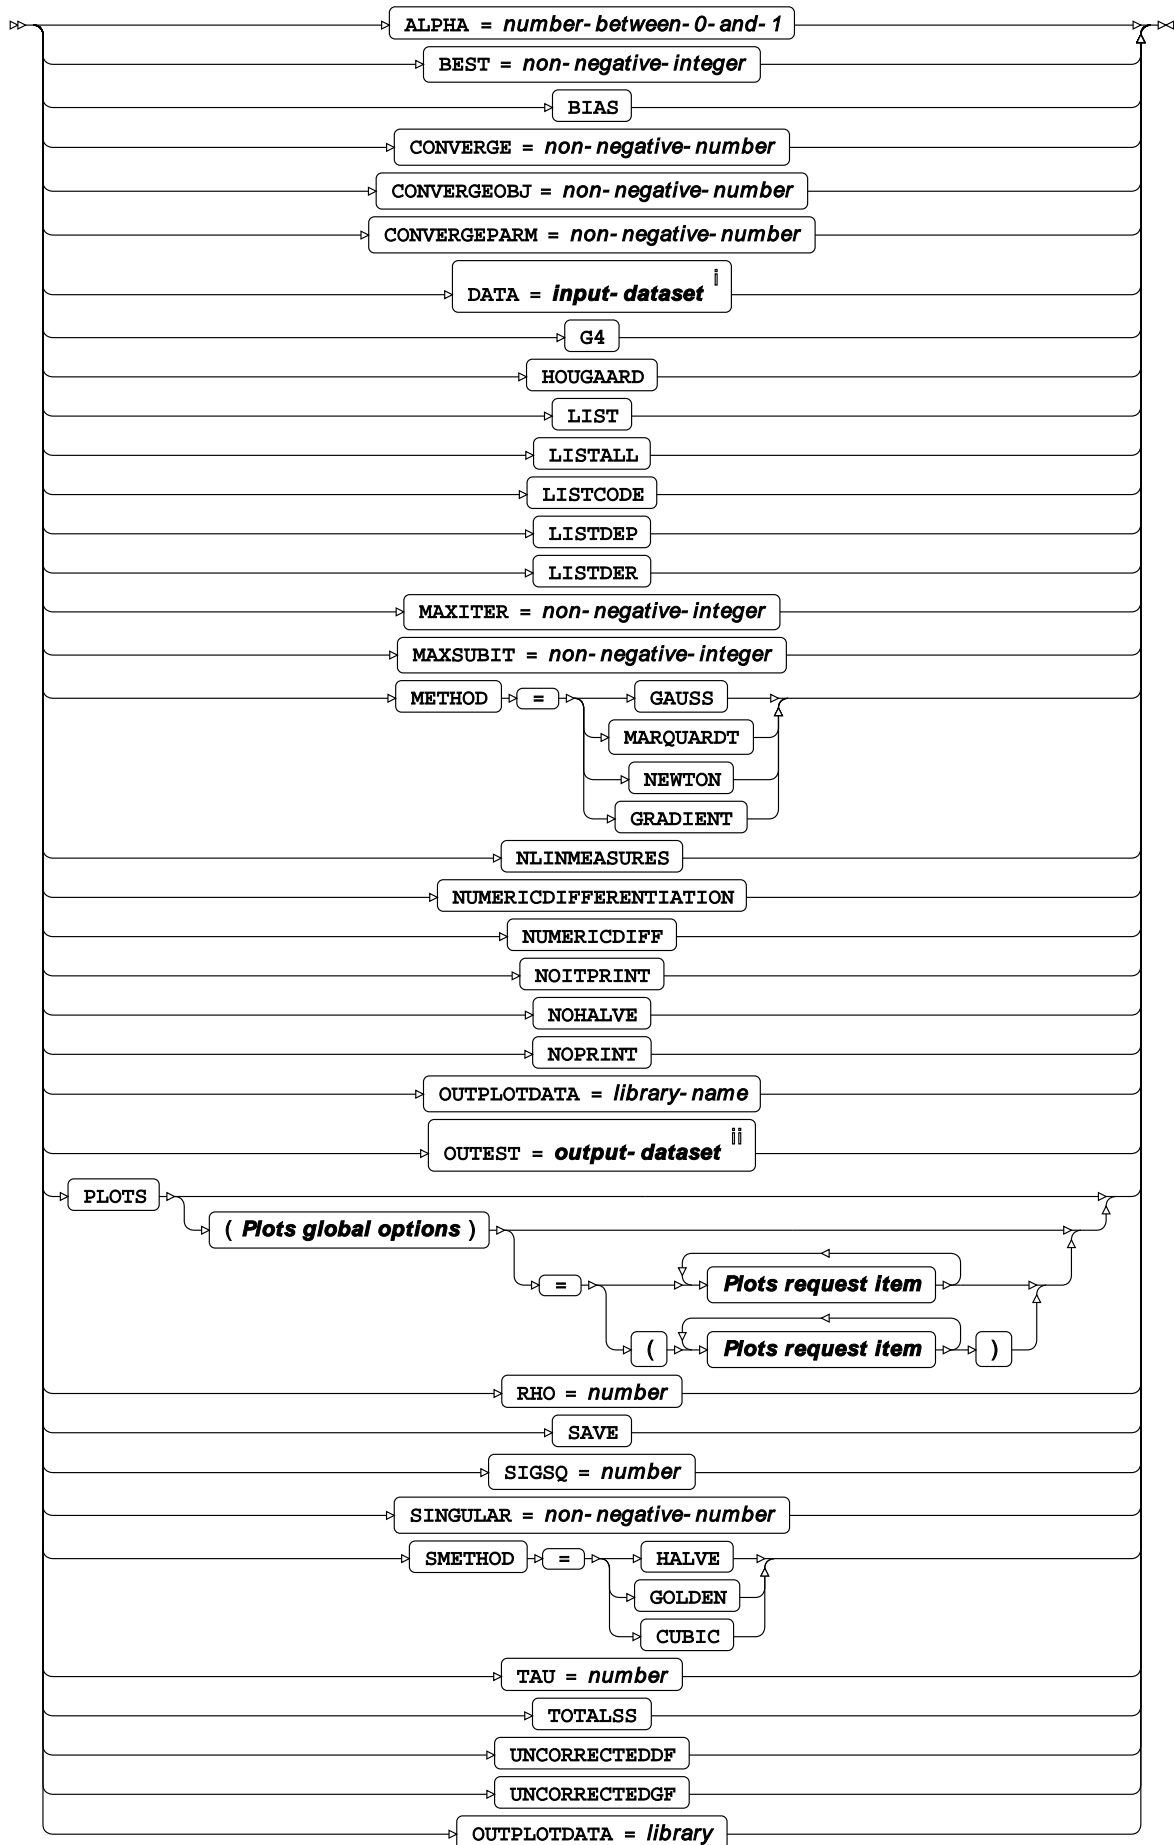 ALPHA = number-between-0-and-1
BEST = non-negative-integer
BIAS
CONVERGE = non-negative-number
CONVERGEOBJ = non-negative-number
CONVERGEPARM = non-negative-number
DATA = input-dataset i
G4
HOUGAARD
LIST
LISTALL
LISTCODE
LISTDEP
LISTDER
MAXITER = non-negative-integer
MAXSUBIT = non-negative-integer
METHOD = GAUSS
MARQUARDT
NEWTON
GRADIENT
NLINMEASURES
NUMERICDIFFERENTIATION
NUMERICDIFF
NOITPRINT
NOHALVE
NOPRINT
OUTPLOTDATA = library-name
OUTEST = output-dataset ii
PLOTS
( Plots global options )
= Plots request item
( Plots request item )
RHO = number
SAVE
SIGSQ = number
SINGULAR = non-negative-number
SMETHOD = HALVE
GOLDEN
CUBIC
TAU = number
TOTALSS
UNCORRECTEDDF
UNCORRECTEDGF
OUTPLOTDATA = library